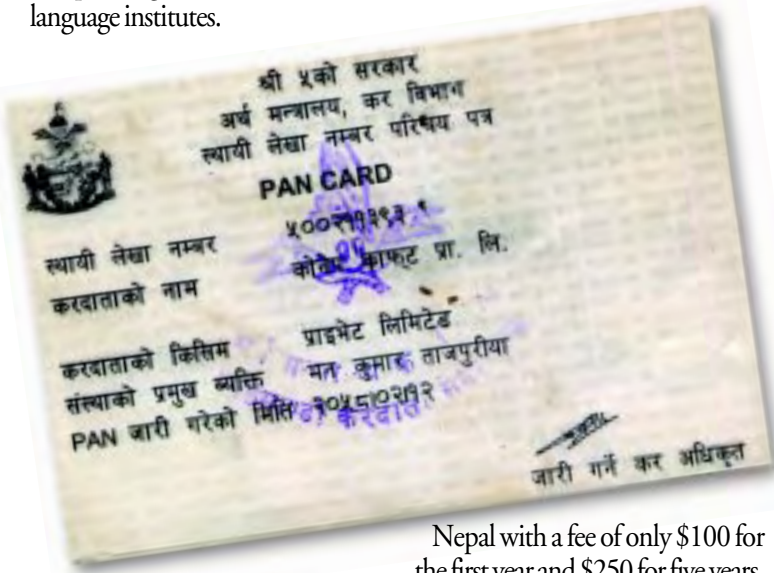 language institutes.
श्री ५को सरकार
अर्थ मन्त्रालय, कर विभाग
स्थायी लेखा नम्बर परिचय पत्र
PAN CARD
स्थायी लेखा नम्बर
करदाताको नाम प्रा. लि.
करदाताको किसिम प्राइभेट लिमिटेड
संस्थाको प्रमुख व्यक्ति मन कुमार ताजपुरीया
PAN जारी गरेको मिति
जारी गर्ने कर अधिकृत
Nepal with a fee of only $100 for
the first year and $250 for five years.